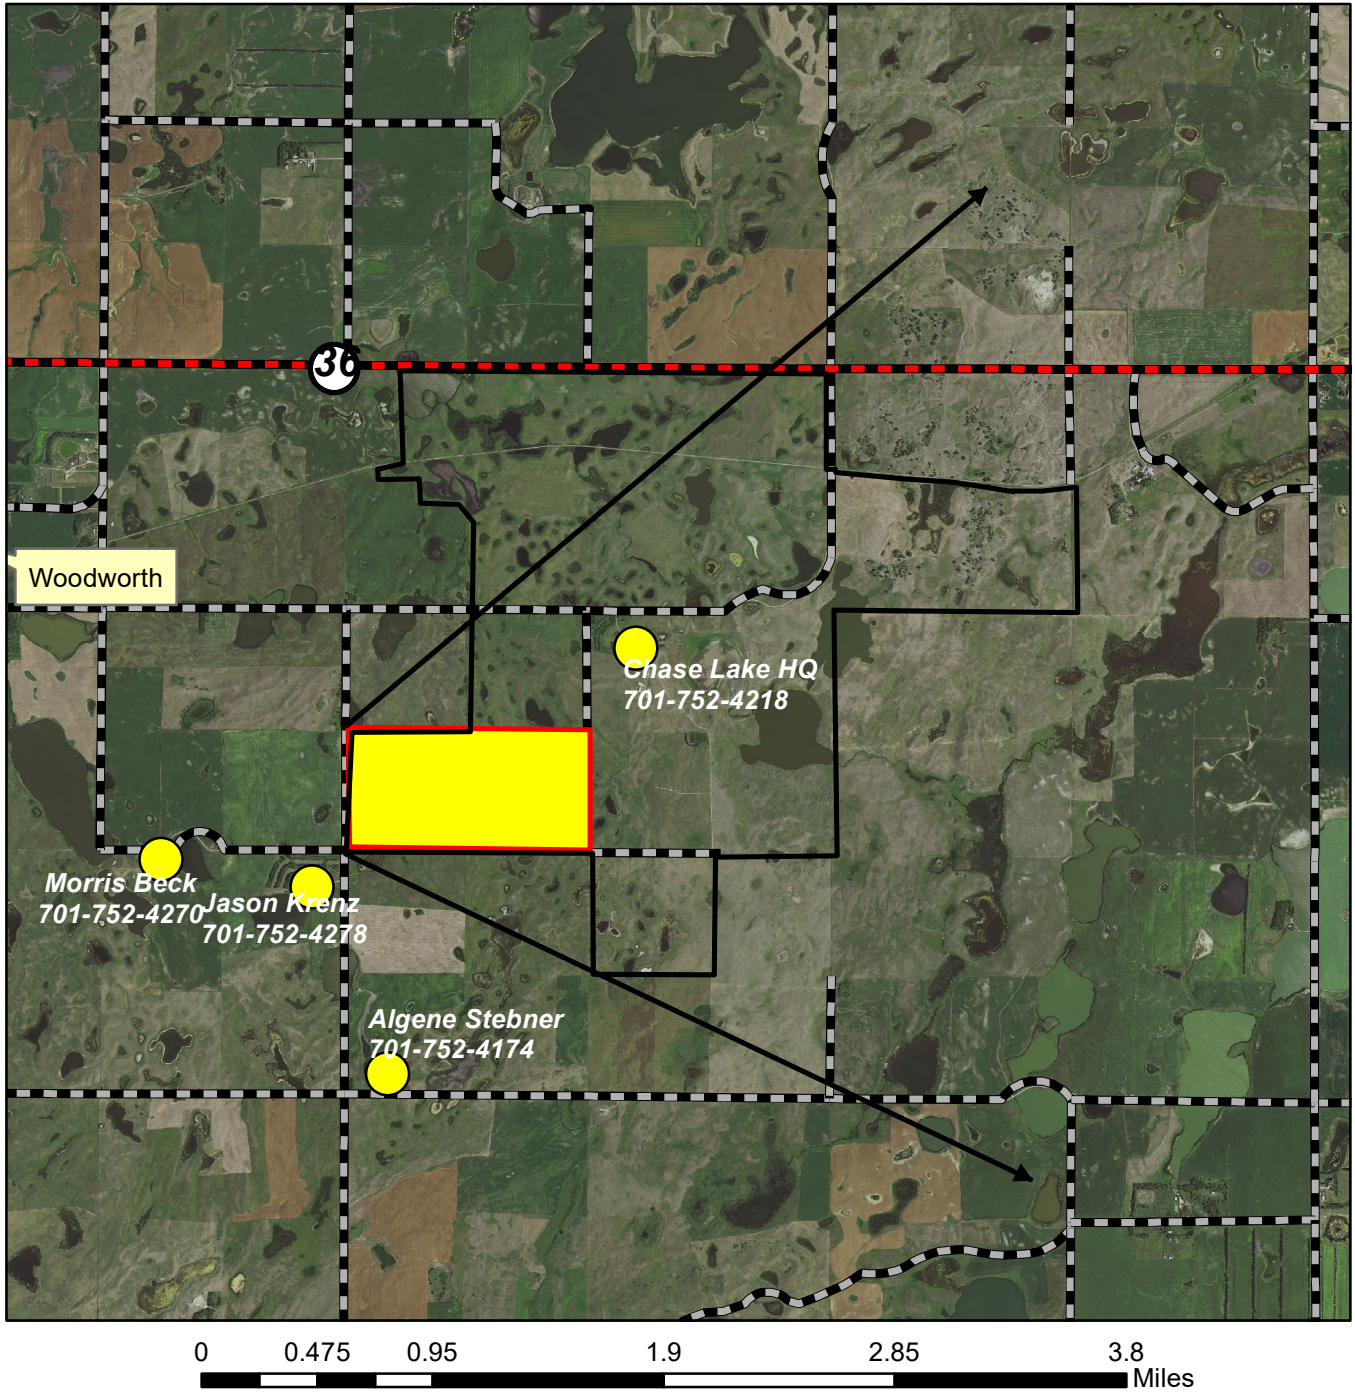 36
Woodworth
Chase Lake HQ
701-752-4218
Morris Beck
701-752-4270
Jason Krenz
701-752-4278
Algene Stebner
701-752-4174
0 0.475 0.95 1.9 2.85 3.8
Miles